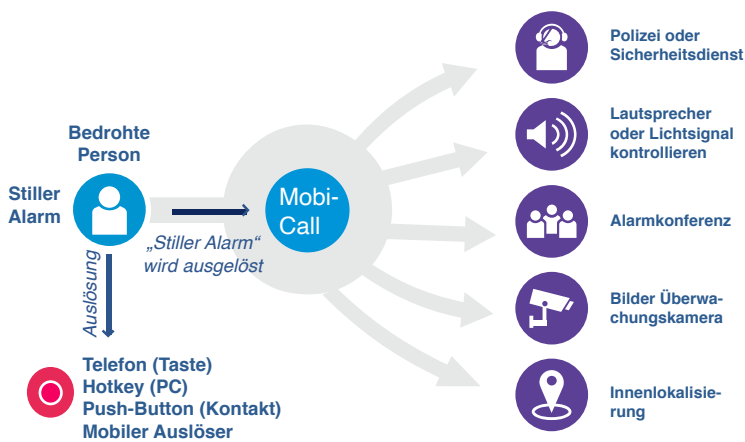 Bedrohte
Person
Stiller
Alarm
„Stiller Alarm“
wird ausgelöst
Auslösung
Telefon (Taste)
Hotkey (PC)
Push-Button (Kontakt)
Mobiler Auslöser
Mobi-
Call
Polizei oder
Sicherheitsdienst
Lautsprecher
oder Lichtsignal
kontrollieren
Alarmkonferenz
Bilder Überwa-
chungskamera
Innenlokalisie-
rung